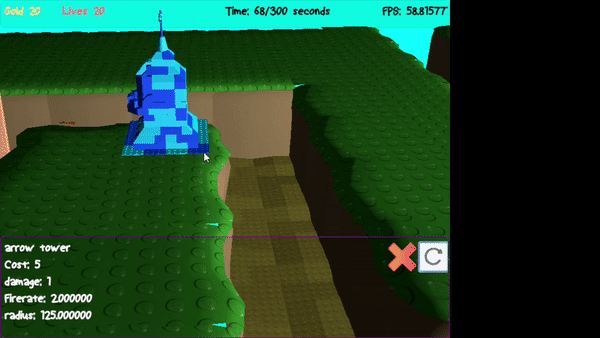 Gold 20 Lives 20 Time: 68/300 seconds FPS: 58.81577
arrow tower
Cost: 5
damage: 1
Firerate: 2.000000
radius: 125.000000